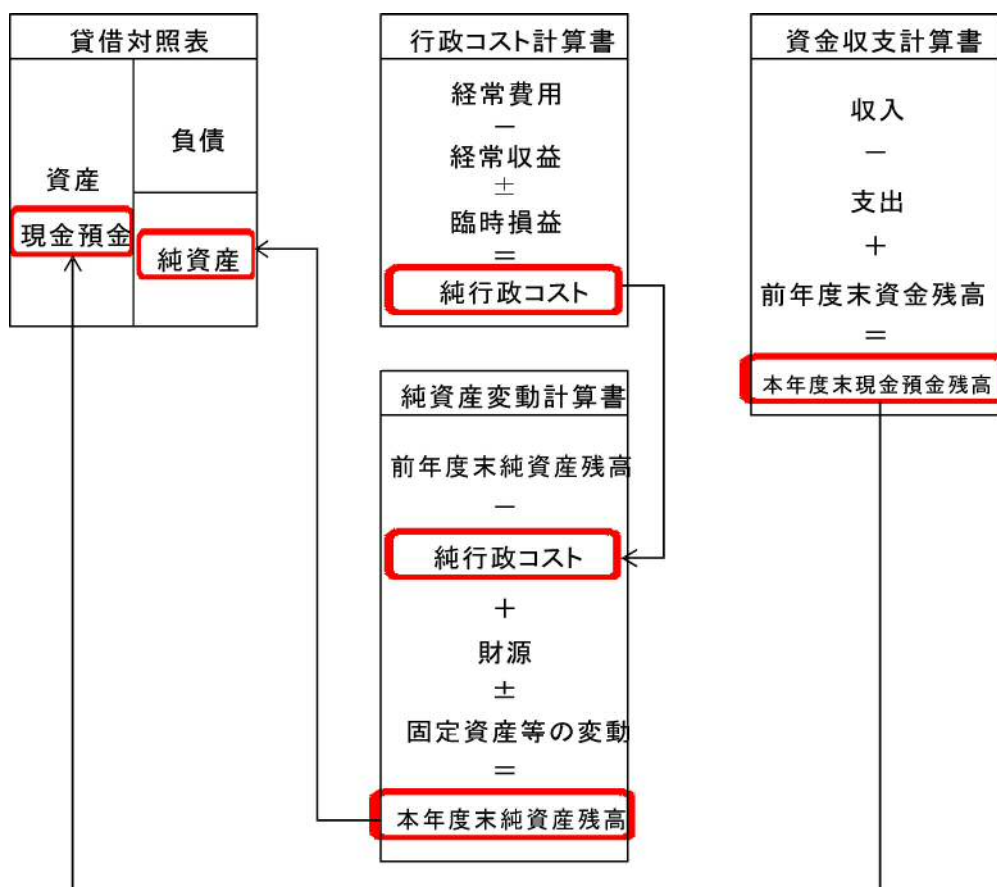 貸借対照表
資産
現金預金
負債
純資産
行政コスト計算書
経常費用
－
経常収益
±
臨時損益
＝
純行政コスト
純資産変動計算書
前年度末純資産残高
－
純行政コスト
＋
財源
±
固定資産等の変動
＝
本年度末純資産残高
資金収支計算書
収入
－
支出
＋
前年度末資金残高
＝
本年度末現金預金残高